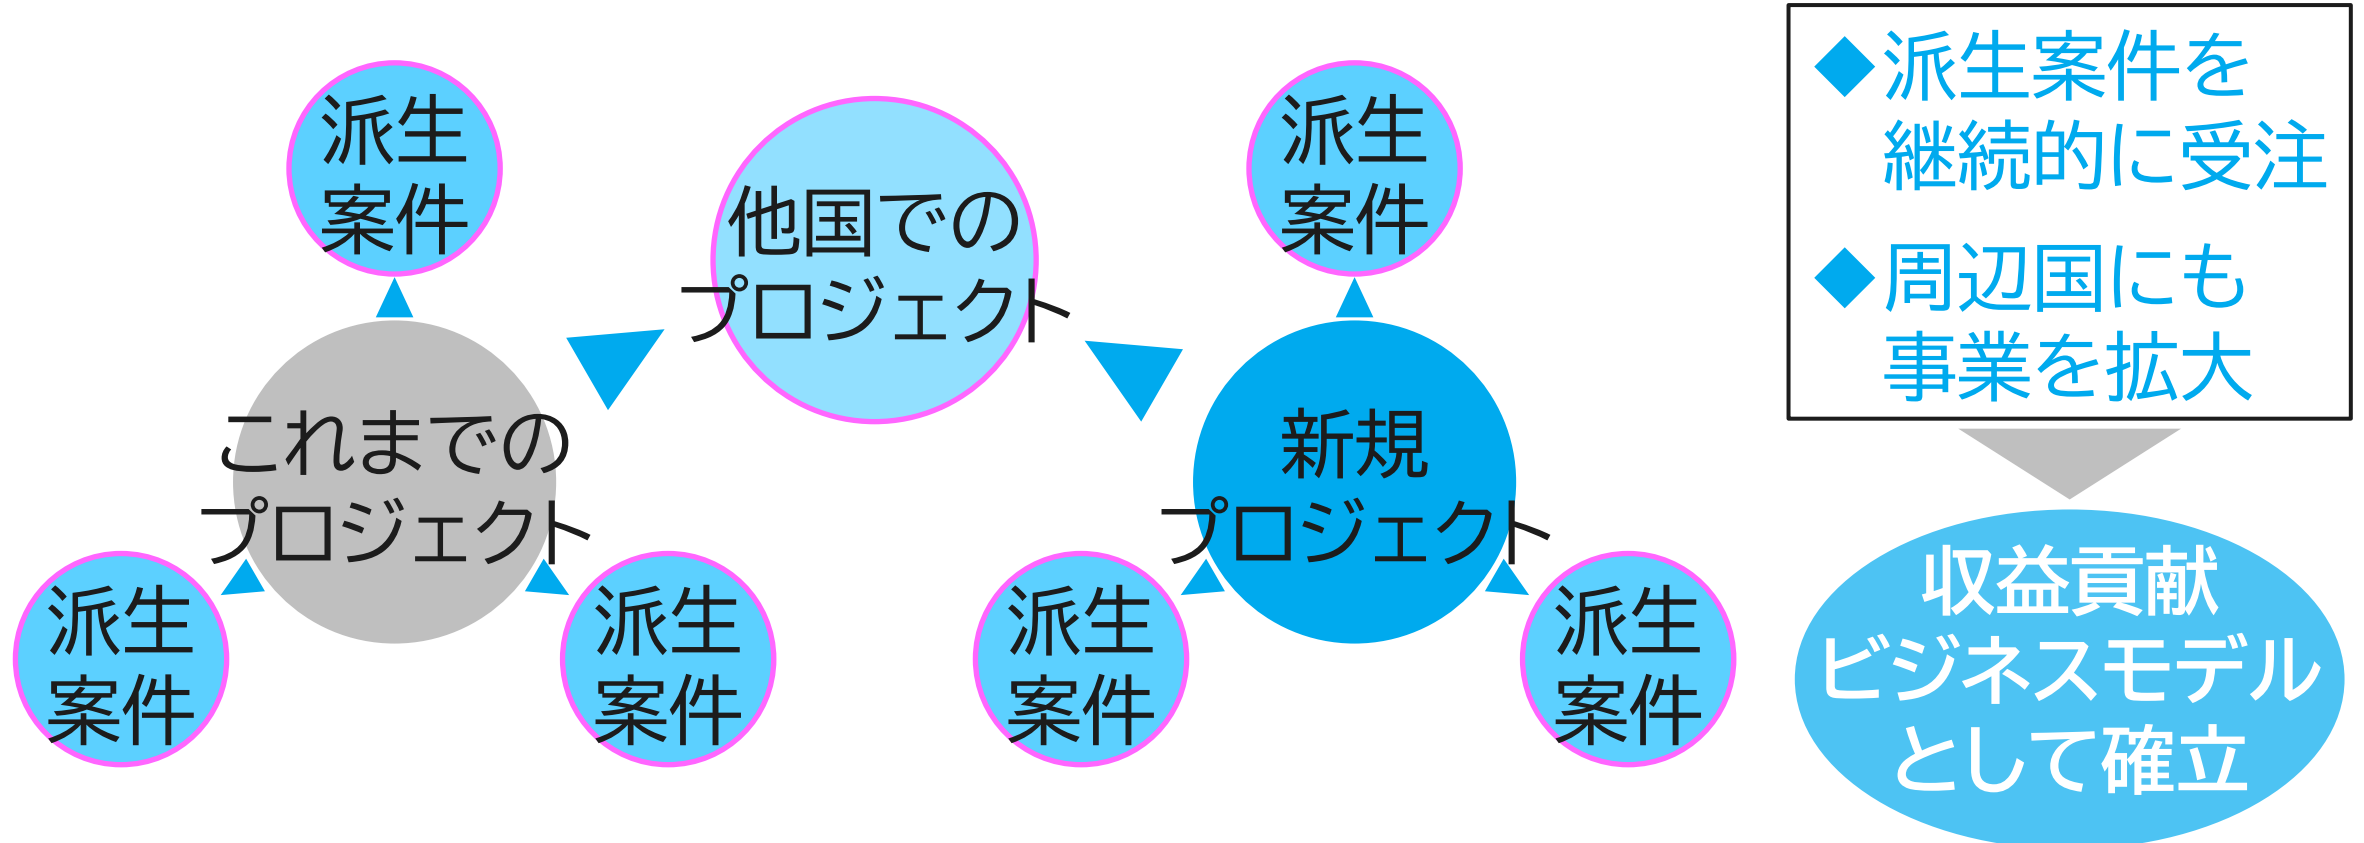 派生
案件
他国での
プロジェクト
派生
案件
これまでの
プロジェクト
新規
プロジェクト
派生
案件
派生
案件
派生
案件
派生
案件
◆派生案件を
継続的に受注
◆周辺国にも
事業を拡大
収益貢献
ビジネスモデル
として確立